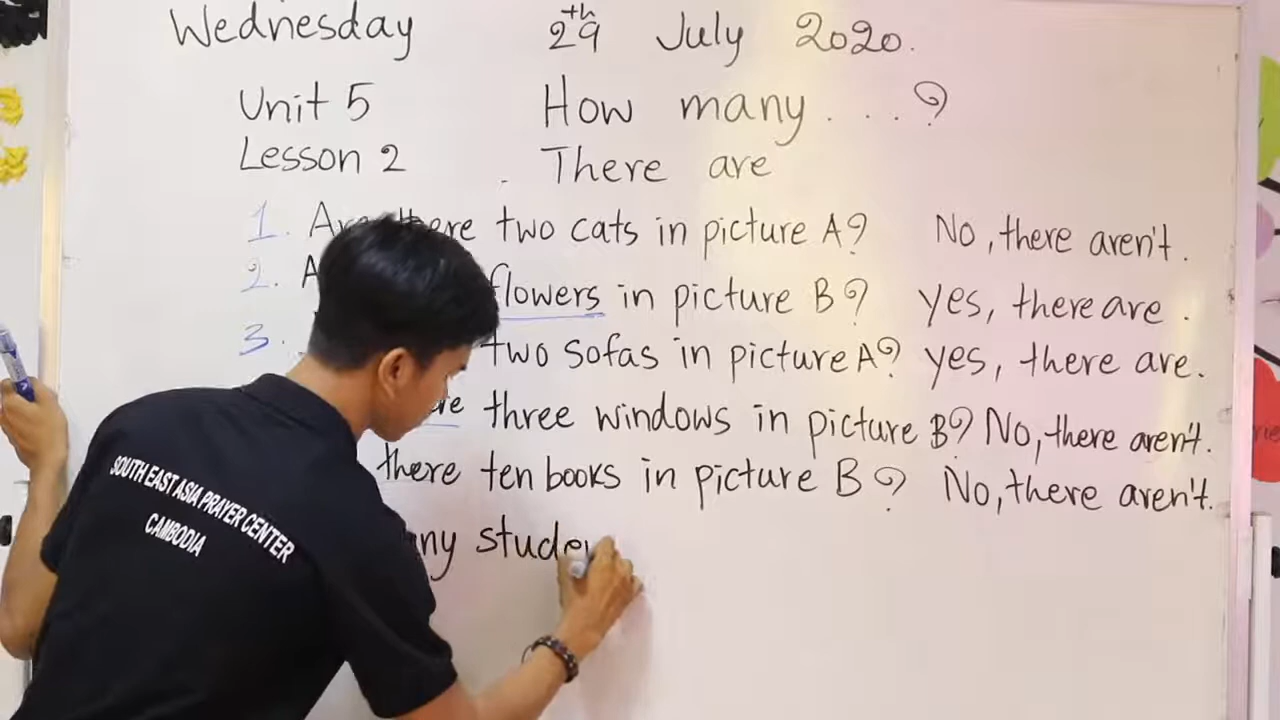 Wednesday 29th July 2020.
Unit 5 How many ...?
Lesson 2 There are
1. Are there two cats in picture A? No, there aren't.
2. flowers in picture B? yes, there are.
3. two sofas in picture A? yes, there are.
three windows in picture B? No, there aren't.
there ten books in picture B? No, there aren't.
SOUTH EAST ASIA PRAYER CENTER
CAMBODIA